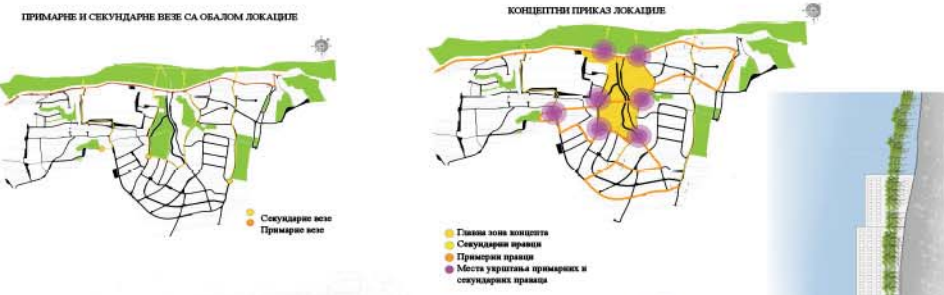 ПРИМАРНЕ И СЕКУНДАРНЕ ВЕЗЕ СА ОБАЛОМ ЛОКАЦИЈЕ
Секундарне везе
Примарне везе
КОНЦЕПТНИ ПРИКАЗ ЛОКАЦИЈЕ
Главна зона концепта
Секундарни правци
Примерни правци
Места укрштања примарних и
секундарних праваца